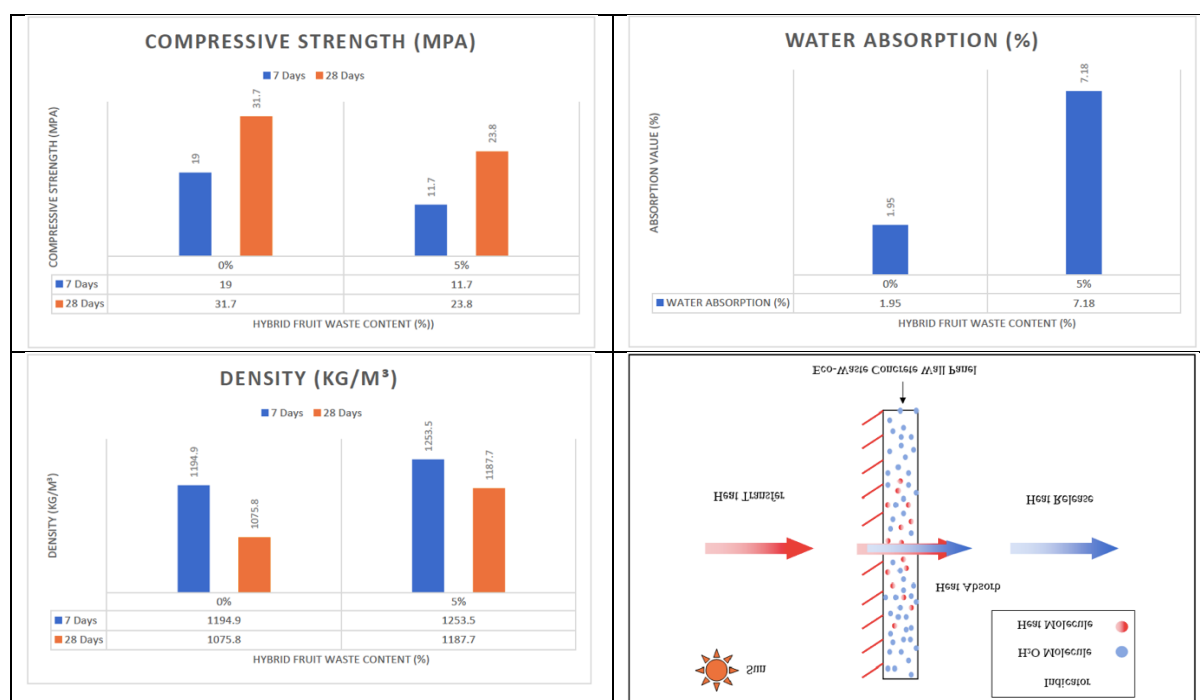 COMPRESSIVE STRENGTH (MPA)
7 Days 28 Days
COMPRESSIVE STRENGTH (MPA)
19
31.7
11.7
23.8
0% 5%
7 Days 19 11.7
28 Days 31.7 23.8
HYBRID FRUIT WASTE CONTENT (%))
WATER ABSORPTION (%)
ABSORPTION VALUE (%)
1.95
7.18
0% 5%
WATER ABSORPTION (%) 1.95 7.18
HYBRID FRUIT WASTE CONTENT (%)
DENSITY (KG/M³)
7 Days 28 Days
DENSITY (KG/M³)
1194.9
1075.8
1253.5
1187.7
0% 5%
7 Days 1194.9 1253.5
28 Days 1075.8 1187.7
HYBRID FRUIT WASTE CONTENT (%)
Eco-Waste Concrete Wall Panel
Heat Transfer
Heat Release
Heat Absorb
Heat Molecule
H₂O Molecule
Indicator
Sun